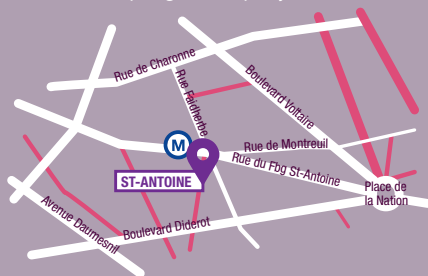 Rue de Charonne
Rue Faidherbe
Boulevard Voltaire
M
Rue de Montreuil
Rue du Fbg St-Antoine
ST-ANTOINE
Place de
la Nation
Avenue Daumesnil
Boulevard Diderot